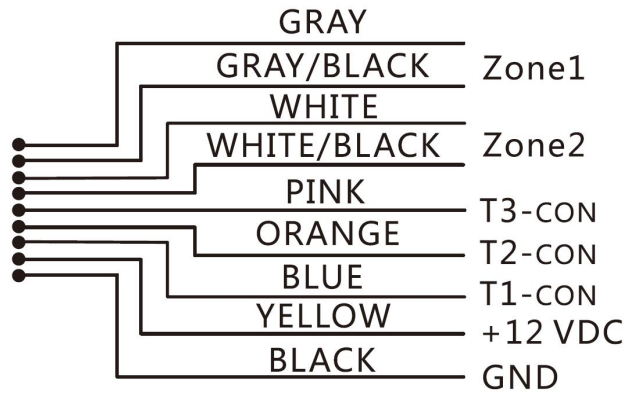 GRAY
GRAY/BLACK Zone1
WHITE
WHITE/BLACK Zone2
PINK T3-CON
ORANGE T2-CON
BLUE T1-CON
YELLOW +12 VDC
BLACK GND